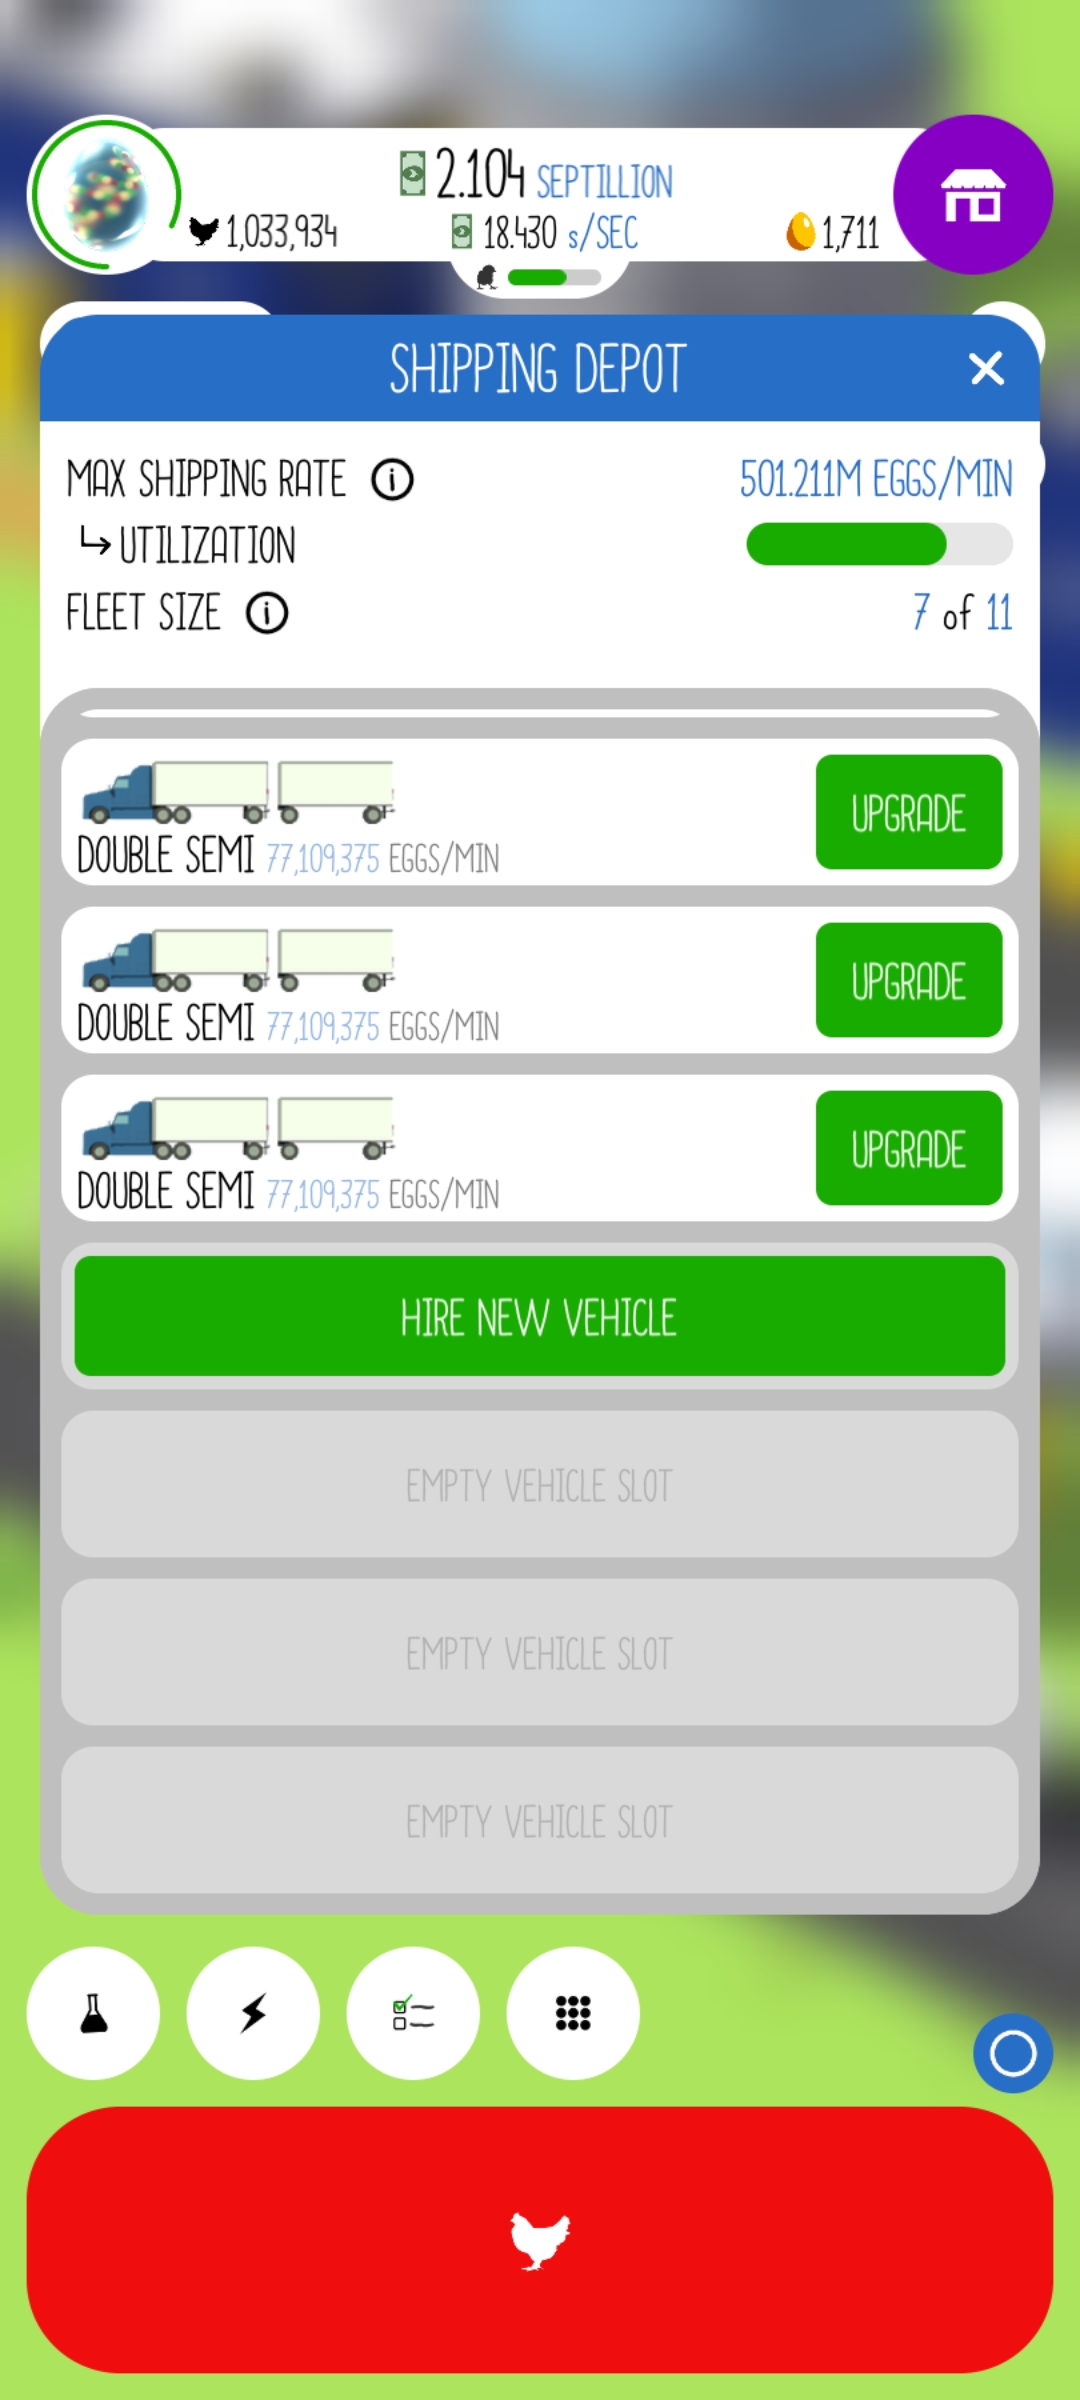 2.104 SEPTILLION
1,033,934
18.430 s/SEC
1,711
SHIPPING DEPOT
MAX SHIPPING RATE
501.211M EGGS/MIN
UTILIZATION
FLEET SIZE
7 of 11
DOUBLE SEMI 77,109,375 EGGS/MIN
UPGRADE
DOUBLE SEMI 77,109,375 EGGS/MIN
UPGRADE
DOUBLE SEMI 77,109,375 EGGS/MIN
UPGRADE
HIRE NEW VEHICLE
EMPTY VEHICLE SLOT
EMPTY VEHICLE SLOT
EMPTY VEHICLE SLOT